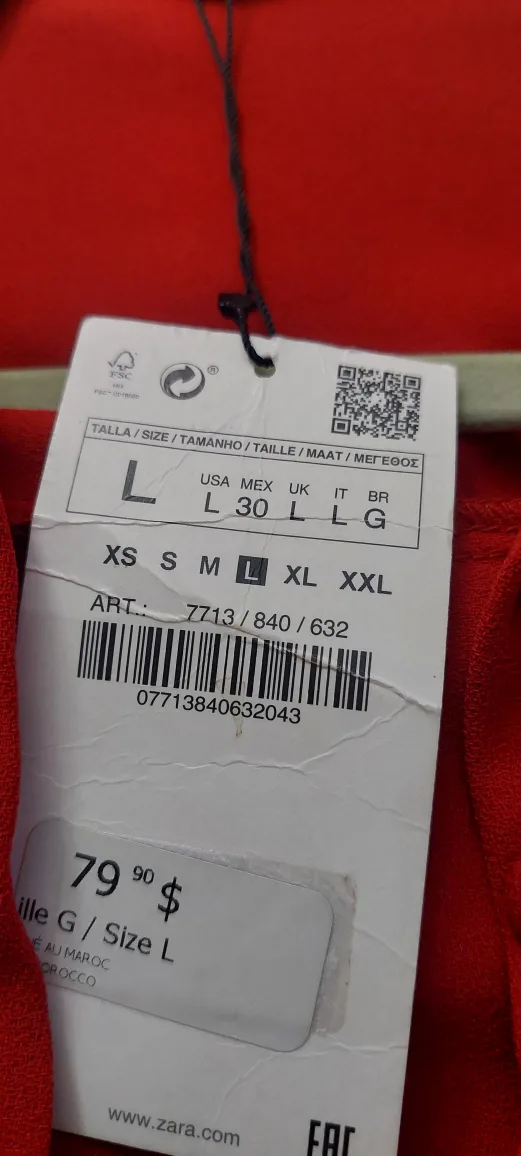 FSC
MIX
®
TALLA / SIZE / TAMANHO / TAILLE / MAAT / ΜΕΓΕΘΟΣ
L
USA MEX UK IT BR
L 30 L L G
XS S M L XL XXL
ART.: 7713 / 840 / 632
07713840632043
79 90 $
ille G / Size L
É AU MAROC
OROCCO
www.zara.com
EAC